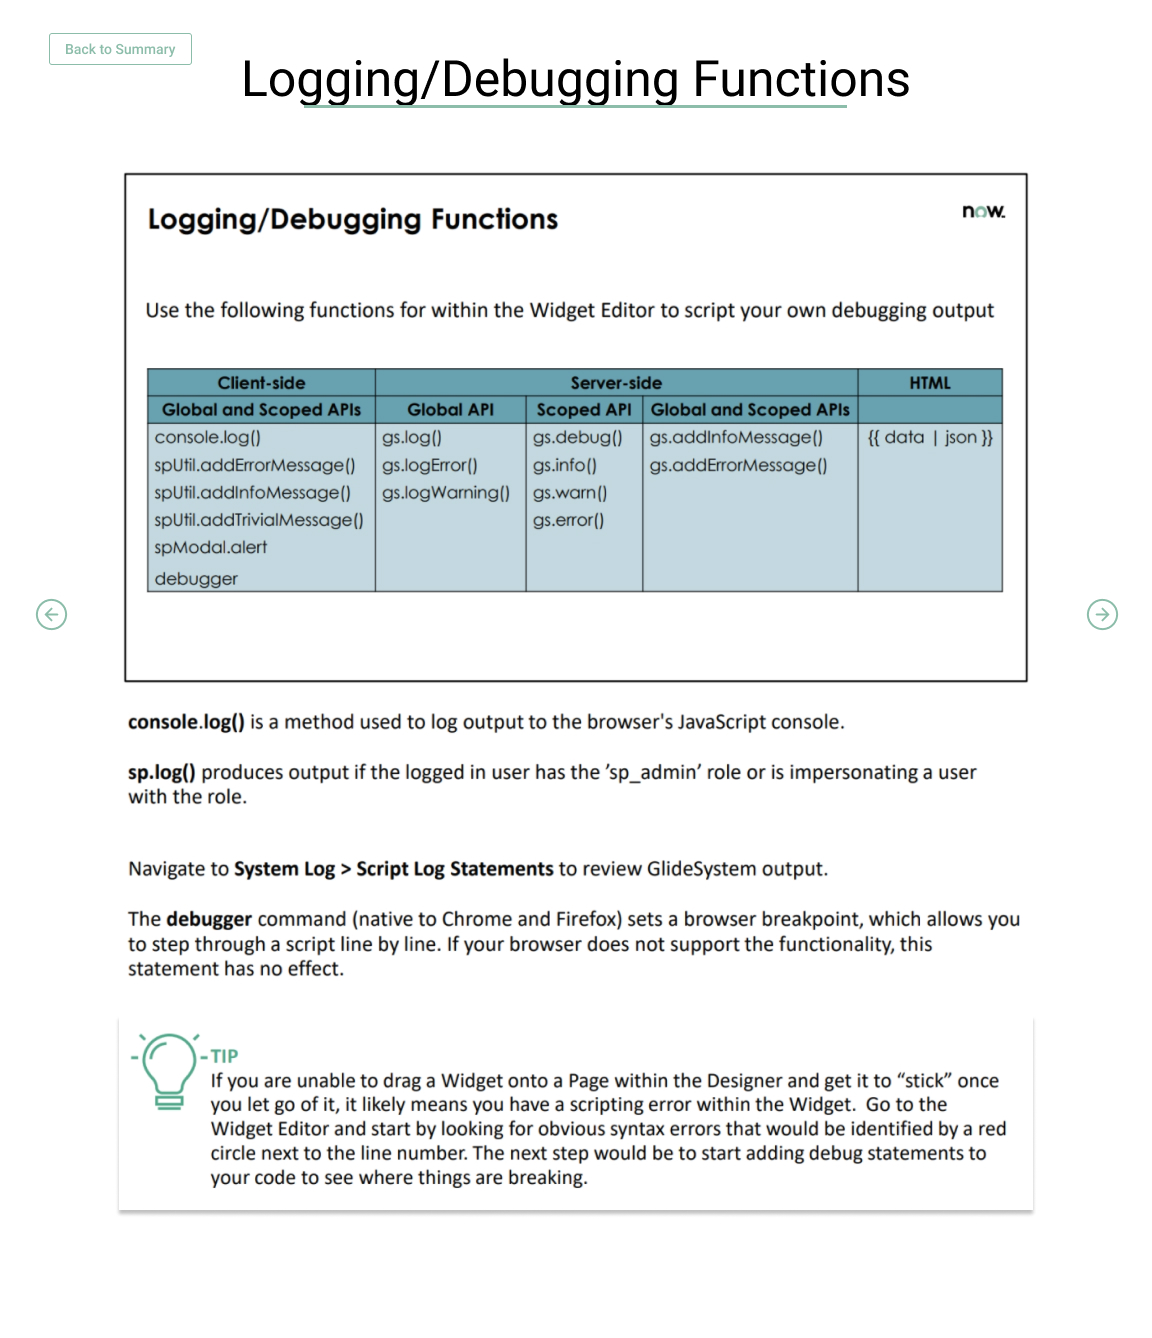 Back to Summary
Logging/Debugging Functions
Logging/Debugging Functions
now.
Use the following functions for within the Widget Editor to script your own debugging output
Client-side Server-side HTML
Global and Scoped APIs Global API Scoped API Global and Scoped APIs
console.log() gs.log() gs.debug() gs.addInfoMessage() {{ data | json }}
spUtil.addErrorMessage() gs.logError() gs.info() gs.addErrorMessage()
spUtil.addInfoMessage() gs.logWarning() gs.warn()
spUtil.addTrivialMessage() gs.error()
spModal.alert
debugger
console.log() is a method used to log output to the browser's JavaScript console.
sp.log() produces output if the logged in user has the ’sp_admin’ role or is impersonating a user
with the role.
Navigate to System Log > Script Log Statements to review GlideSystem output.
The debugger command (native to Chrome and Firefox) sets a browser breakpoint, which allows you
to step through a script line by line. If your browser does not support the functionality, this
statement has no effect.
TIP
If you are unable to drag a Widget onto a Page within the Designer and get it to “stick” once
you let go of it, it likely means you have a scripting error within the Widget. Go to the
Widget Editor and start by looking for obvious syntax errors that would be identified by a red
circle next to the line number. The next step would be to start adding debug statements to
your code to see where things are breaking.